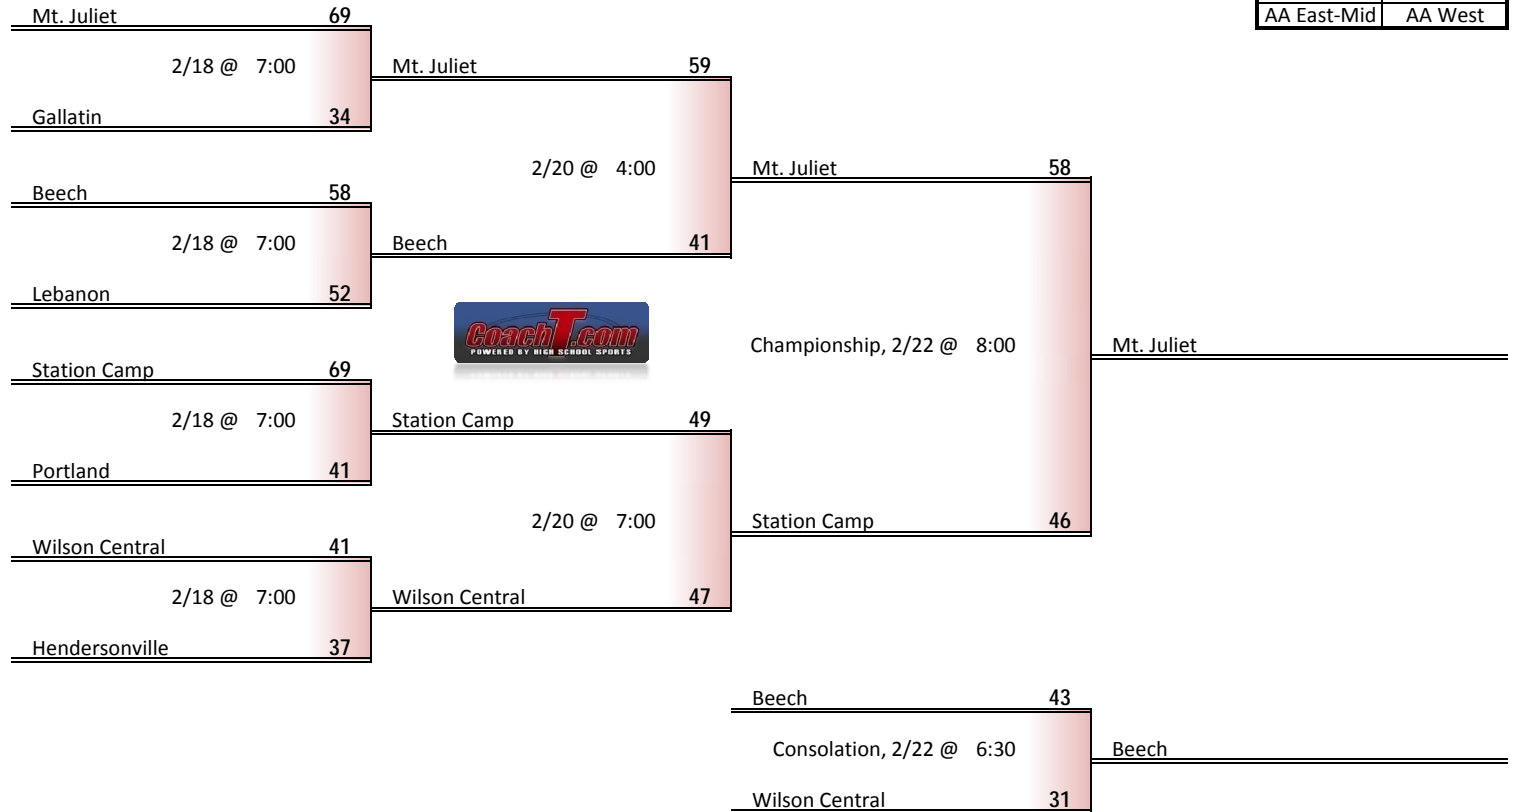 Mt. Juliet 69
AA East-Mid AA West
2/18 @ 7:00
Mt. Juliet 59
Gallatin 34
2/20 @ 4:00
Mt. Juliet 58
Beech 58
2/18 @ 7:00
Beech 41
Lebanon 52
CoachT.com
POWERED BY HIGH SCHOOL SPORTS
Championship, 2/22 @ 8:00
Mt. Juliet
Station Camp 69
2/18 @ 7:00
Station Camp 49
Portland 41
2/20 @ 7:00
Station Camp 46
Wilson Central 41
2/18 @ 7:00
Wilson Central 47
Hendersonville 37
Beech 43
Consolation, 2/22 @ 6:30
Beech
Wilson Central 31